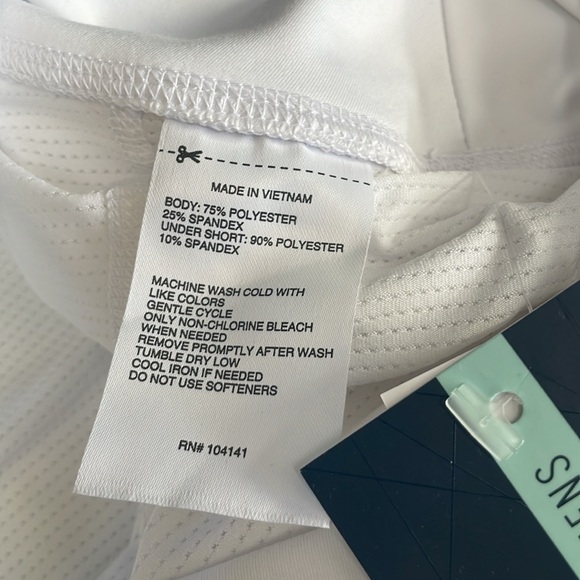 MADE IN VIETNAM
BODY: 75% POLYESTER
25% SPANDEX
UNDER SHORT: 90% POLYESTER
10% SPANDEX
MACHINE WASH COLD WITH
LIKE COLORS
GENTLE CYCLE
ONLY NON-CHLORINE BLEACH
WHEN NEEDED
REMOVE PROMPTLY AFTER WASH
TUMBLE DRY LOW
COOL IRON IF NEEDED
DO NOT USE SOFTENERS
RN# 104141